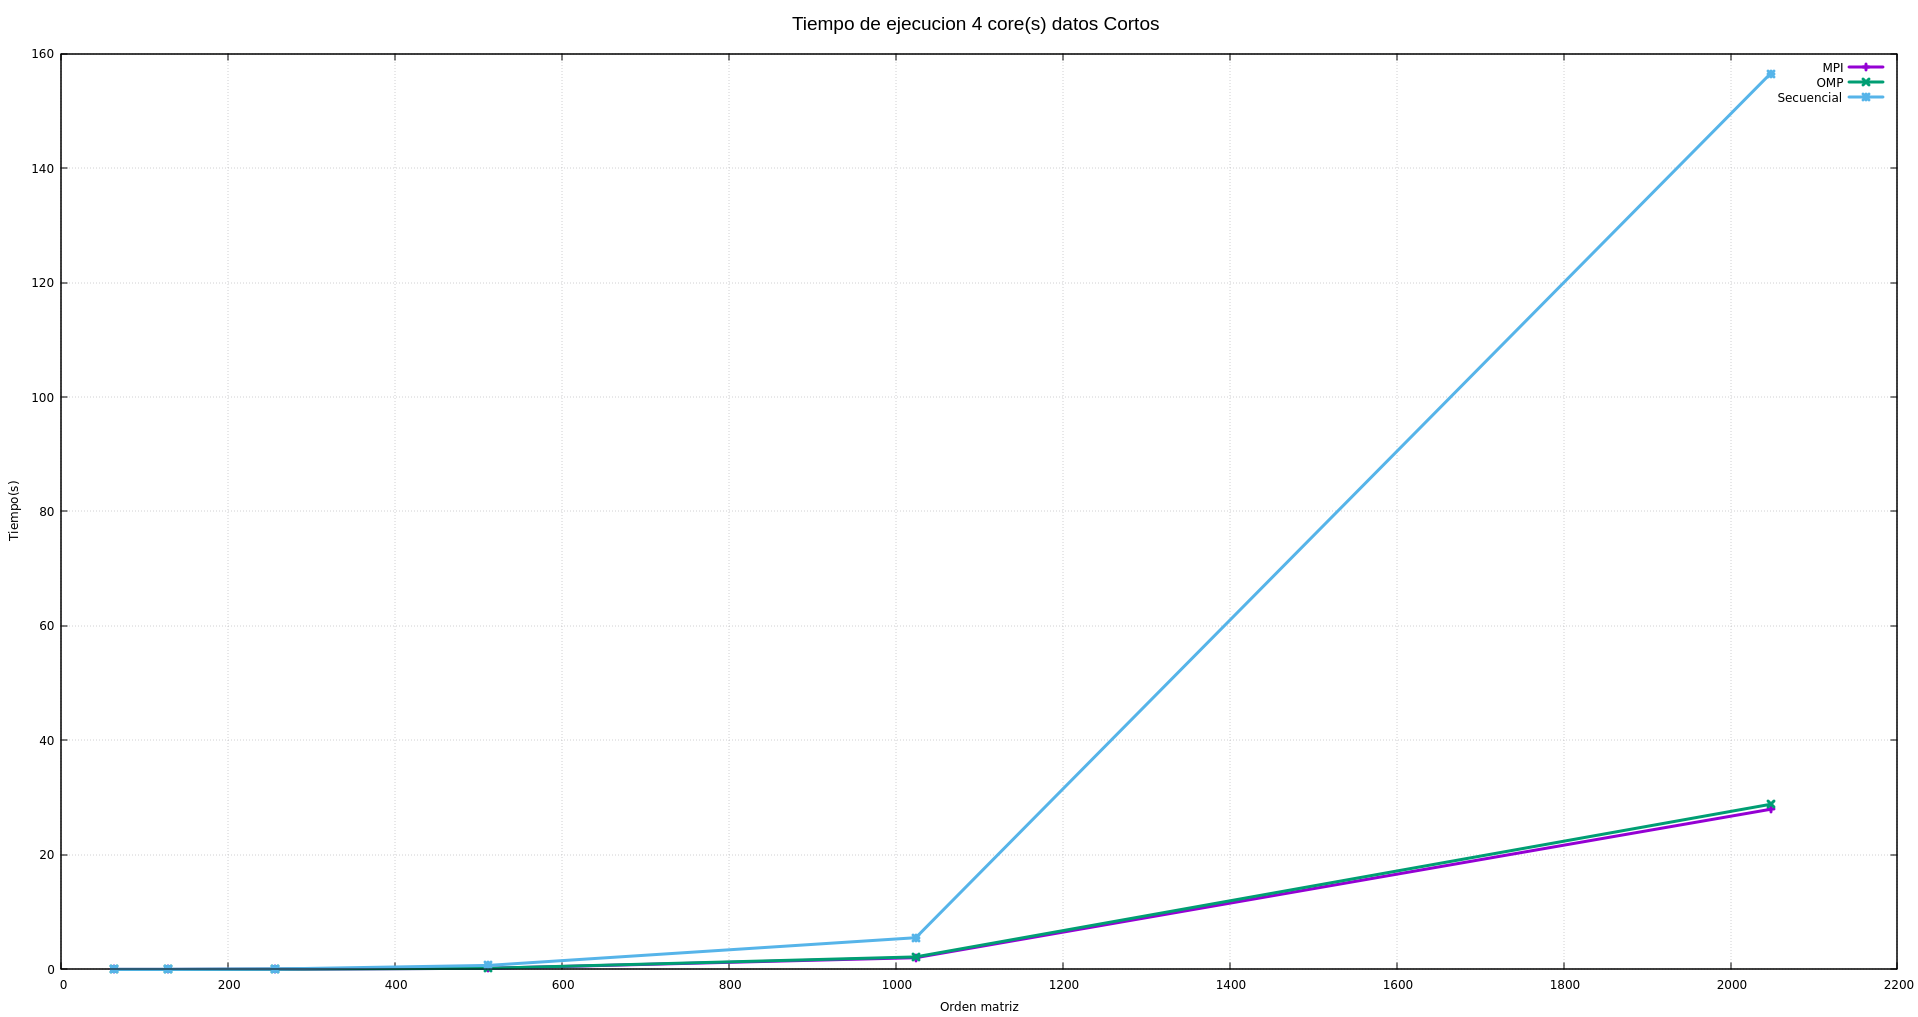 Tiempo de ejecucion 4 core(s) datos Cortos
160
140
120
100
80
60
40
20
0
Tiempo(s)
MPI
OMP
Secuencial
0 200 400 600 800 1000 1200 1400 1600 1800 2000 2200
Orden matriz